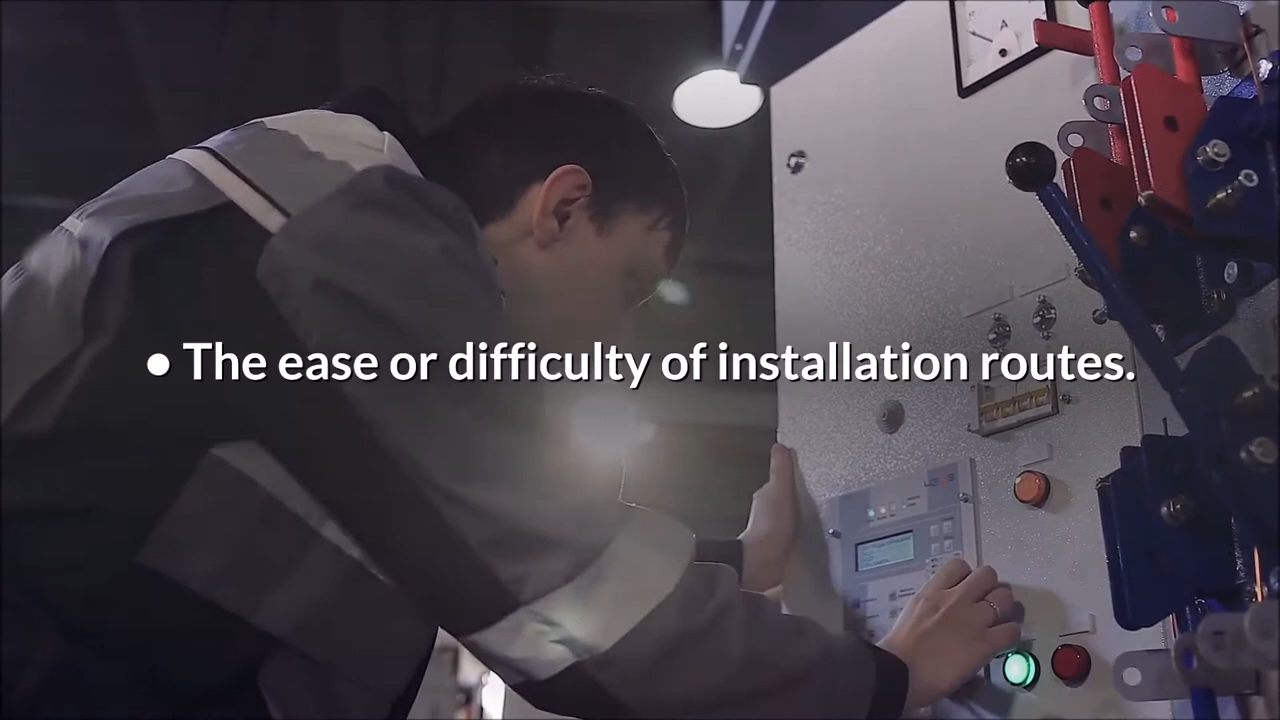 A
● The ease or difficulty of installation routes.